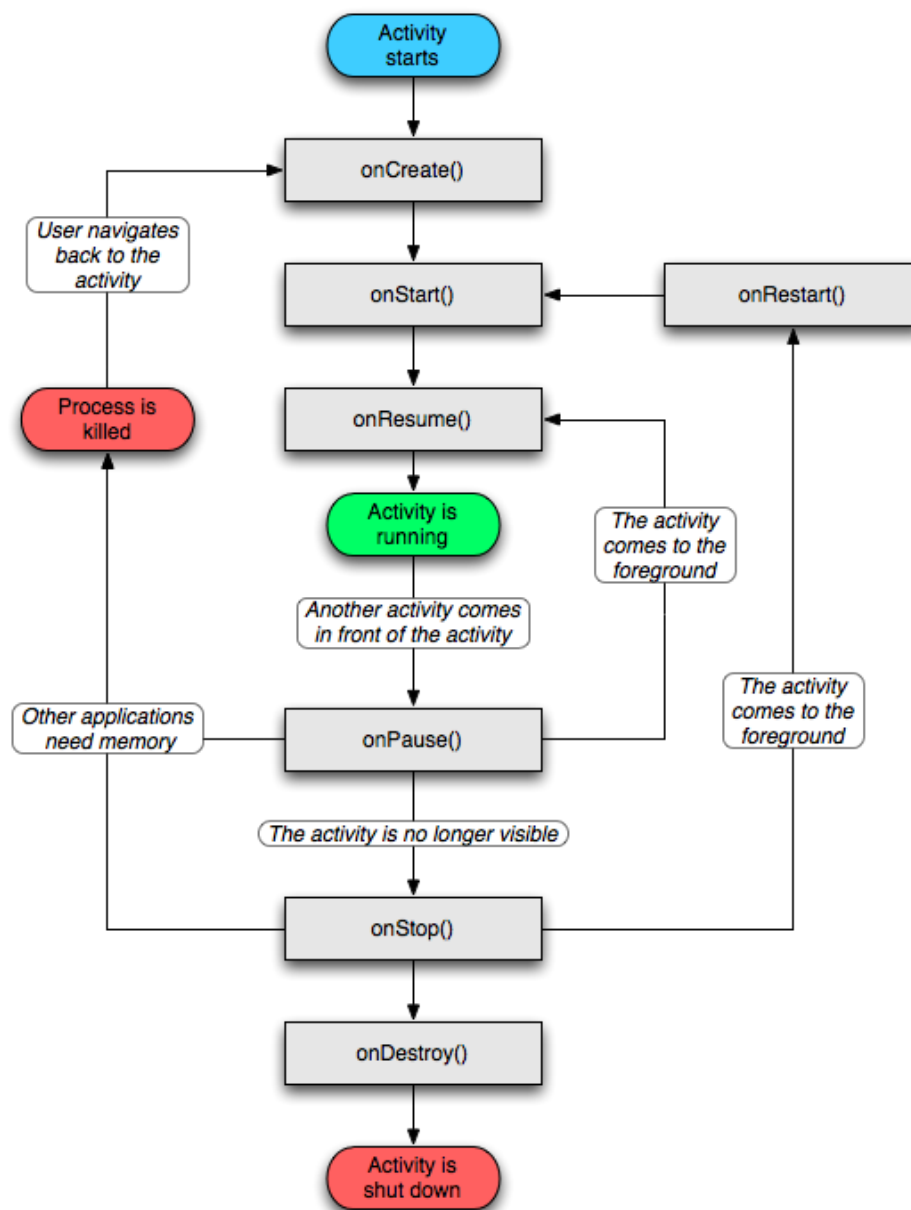 Activity
starts
onCreate()
User navigates
back to the
activity
onStart()
onRestart()
Process is
killed
onResume()
Activity is
running
The activity
comes to the
foreground
Another activity comes
in front of the activity
Other applications
need memory
onPause()
The activity
comes to the
foreground
The activity is no longer visible
onStop()
onDestroy()
Activity is
shut down